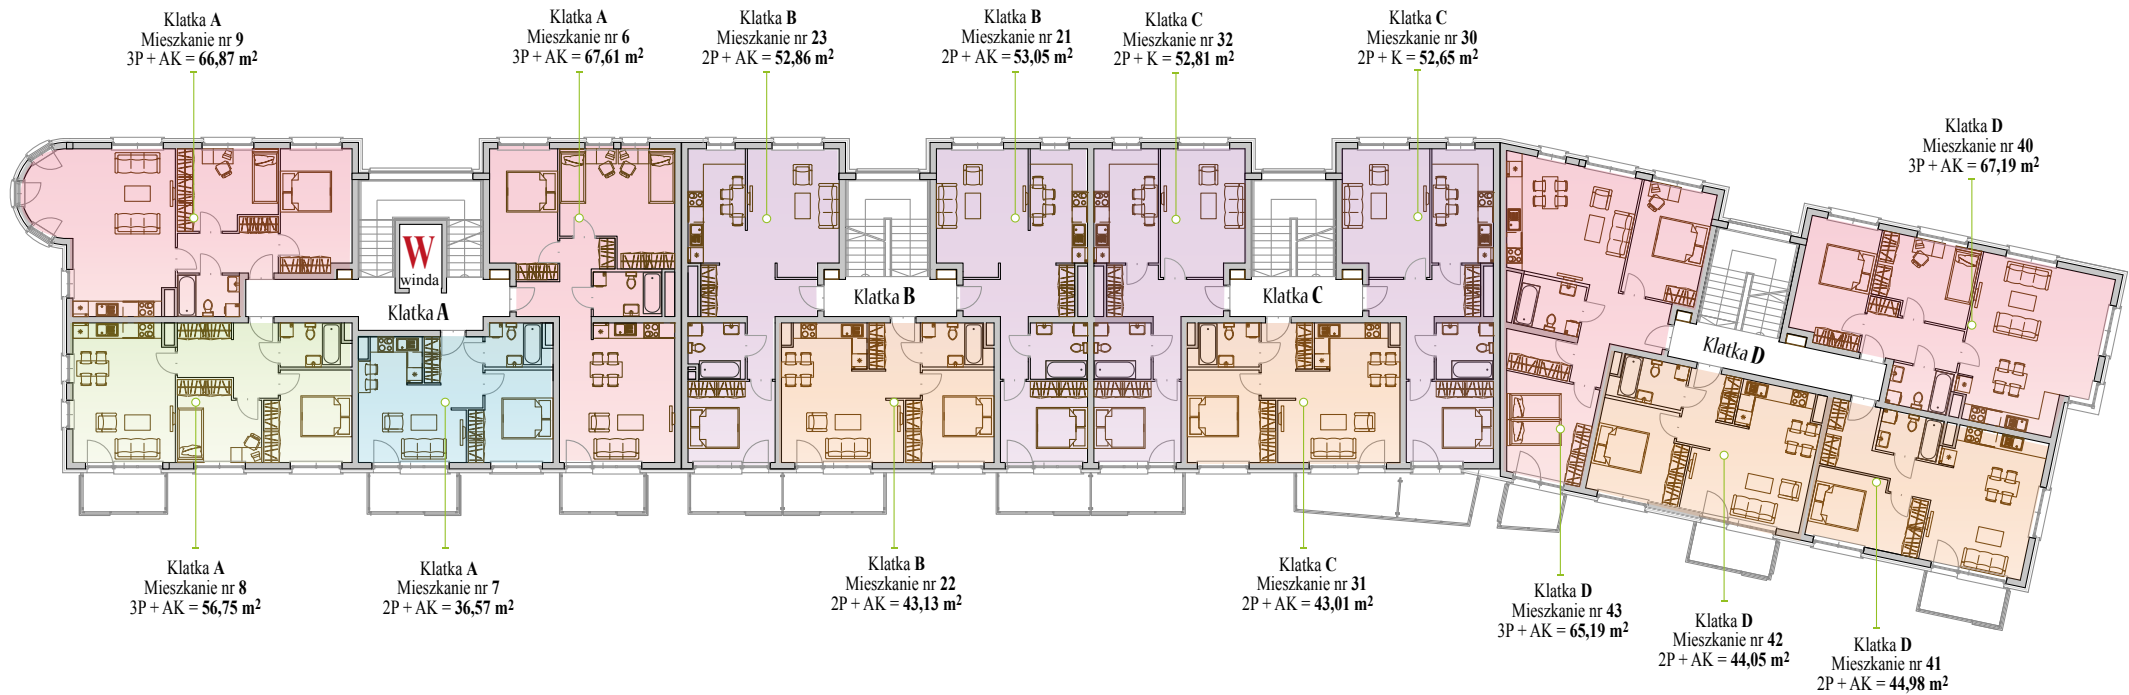 Klatka A
Mieszkanie nr 9
3P + AK = 66,87 m²
Klatka A
Mieszkanie nr 6
3P + AK = 67,61 m²
Klatka B
Mieszkanie nr 23
2P + AK = 52,86 m²
Klatka B
Mieszkanie nr 21
2P + AK = 53,05 m²
Klatka C
Mieszkanie nr 32
2P + K = 52,81 m²
Klatka C
Mieszkanie nr 30
2P + K = 52,65 m²
Klatka D
Mieszkanie nr 40
3P + AK = 67,19 m²
W
winda
Klatka A
Klatka B
Klatka C
Klatka D
Klatka A
Mieszkanie nr 8
3P + AK = 56,75 m²
Klatka A
Mieszkanie nr 7
2P + AK = 36,57 m²
Klatka B
Mieszkanie nr 22
2P + AK = 43,13 m²
Klatka C
Mieszkanie nr 31
2P + AK = 43,01 m²
Klatka D
Mieszkanie nr 43
3P + AK = 65,19 m²
Klatka D
Mieszkanie nr 42
2P + AK = 44,05 m²
Klatka D
Mieszkanie nr 41
2P + AK = 44,98 m²